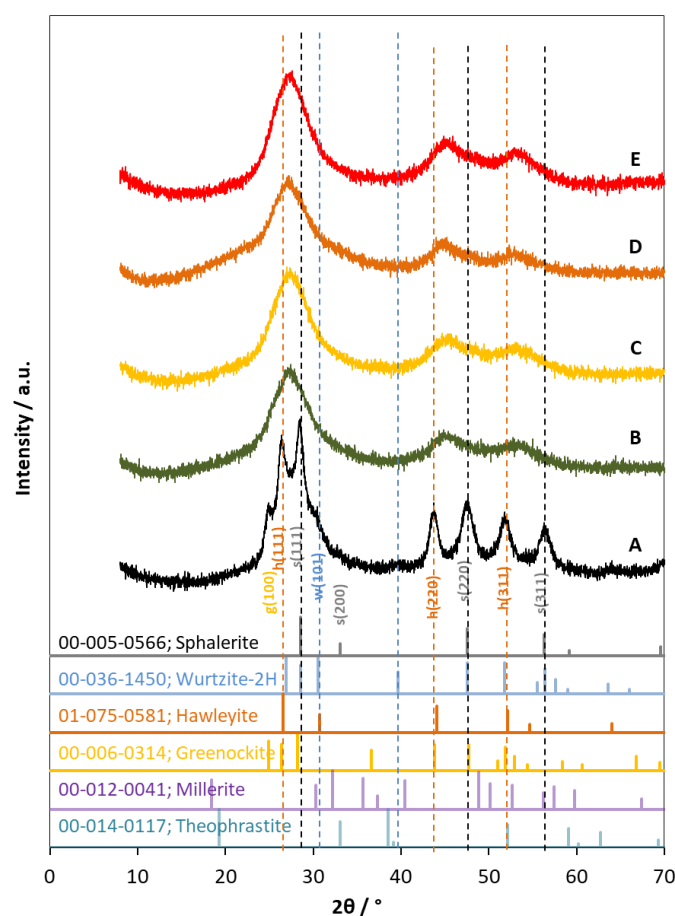 E
D
C
B
A
Intensity / a.u.
g(100)
h(111)
s(111)
w(101)
s(200)
h(220)
s(220)
h(311)
s(311)
00-005-0566; Sphalerite
00-036-1450; Wurtzite-2H
01-075-0581; Hawleyite
00-006-0314; Greenockite
00-012-0041; Millerite
00-014-0117; Theophrastite
0 10 20 30 40 50 60 70
2θ / °